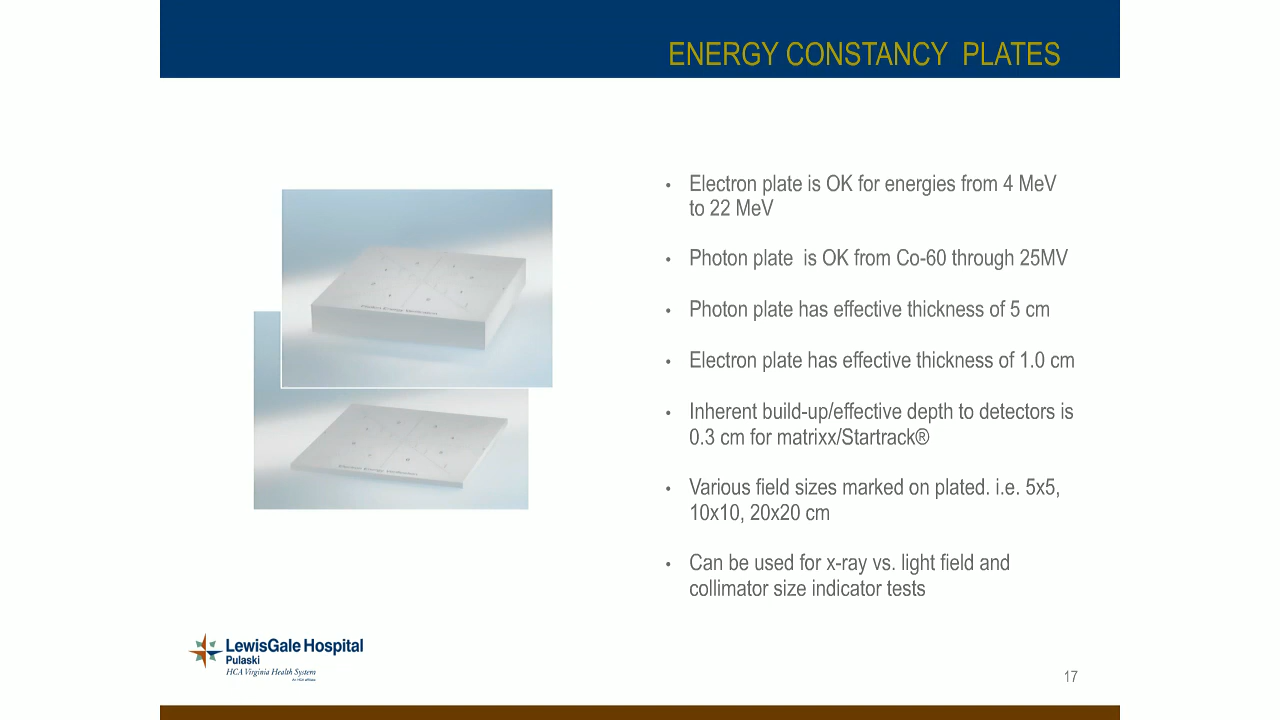 ENERGY CONSTANCY  PLATES
• Electron plate is OK for energies from 4 MeV
to 22 MeV
• Photon plate  is OK from Co-60 through 25MV
• Photon plate has effective thickness of 5 cm
• Electron plate has effective thickness of 1.0 cm
• Inherent build-up/effective depth to detectors is
0.3 cm for matrixx/Startrack®
• Various field sizes marked on plated. i.e. 5x5,
10x10, 20x20 cm
• Can be used for x-ray vs. light field and
collimator size indicator tests
Energy Verification
LewisGale Hospital
Pulaski
HCA Virginia Health System
17